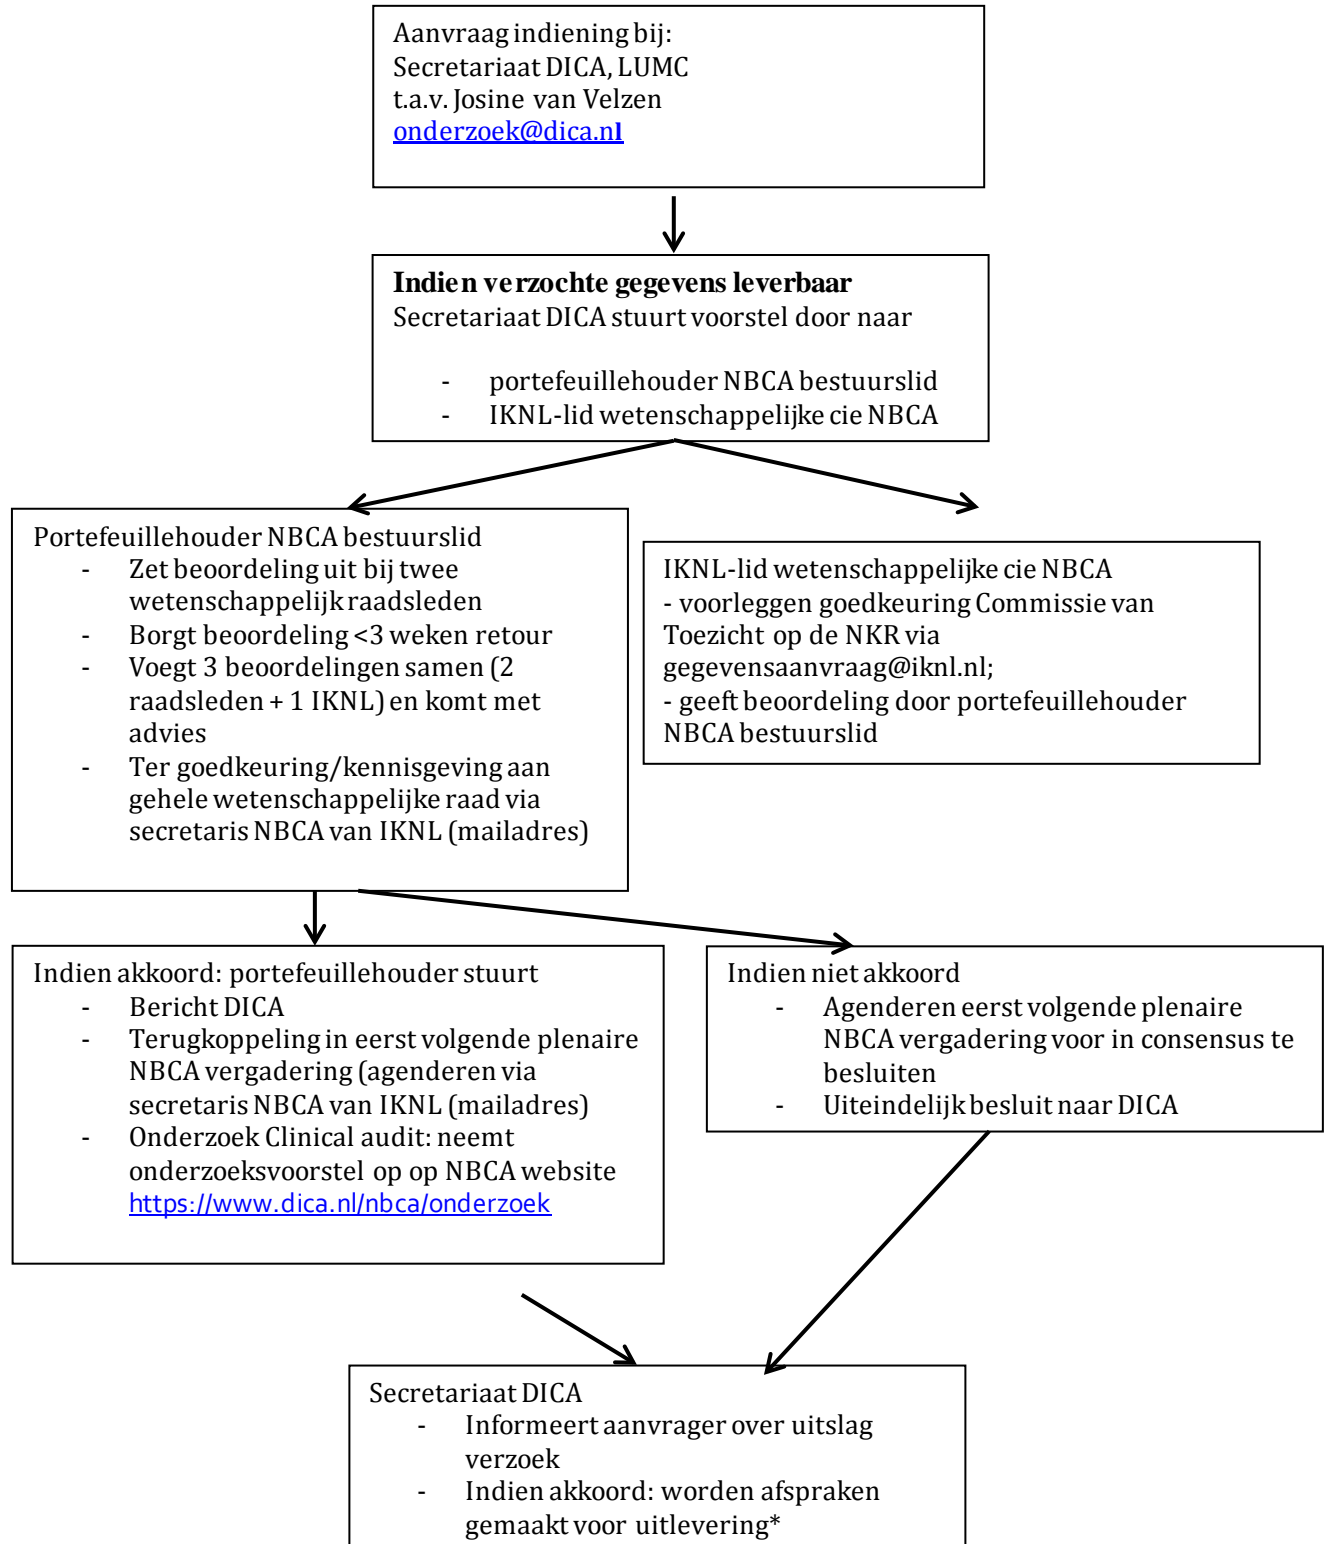 Aanvraag indiening bij:
Secretariaat DICA, LUMC
t.a.v. Josine van Velzen
onderzoek@dica.nl
Indien verzochte gegevens leverbaar
Secretariaat DICA stuurt voorstel door naar
- portefeuillehouder NBCA bestuurslid
- IKNL-lid wetenschappelijke cie NBCA
Portefeuillehouder NBCA bestuurslid
- Zet beoordeling uit bij twee
wetenschappelijk raadsleden
- Borgt beoordeling <3 weken retour
- Voegt 3 beoordelingen samen (2
raadsleden + 1 IKNL) en komt met
advies
- Ter goedkeuring/kennisgeving aan
gehele wetenschappelijke raad via
secretaris NBCA van IKNL (mailadres)
IKNL-lid wetenschappelijke cie NBCA
- voorleggen goedkeuring Commissie van
Toezicht op de NKR via
gegevensaanvraag@iknl.nl;
- geeft beoordeling door portefeuillehouder
NBCA bestuurslid
Indien akkoord: portefeuillehouder stuurt
- Bericht DICA
- Terugkoppeling in eerst volgende plenaire
NBCA vergadering (agenderen via
secretaris NBCA van IKNL (mailadres)
- Onderzoek Clinical audit: neemt
onderzoeksvoorstel op op NBCA website
https://www.dica.nl/nbca/onderzoek
Indien niet akkoord
- Agenderen eerst volgende plenaire
NBCA vergadering voor in consensus te
besluiten
- Uiteindelijk besluit naar DICA
Secretariaat DICA
- Informeert aanvrager over uitslag
verzoek
- Indien akkoord: worden afspraken
gemaakt voor uitlevering*